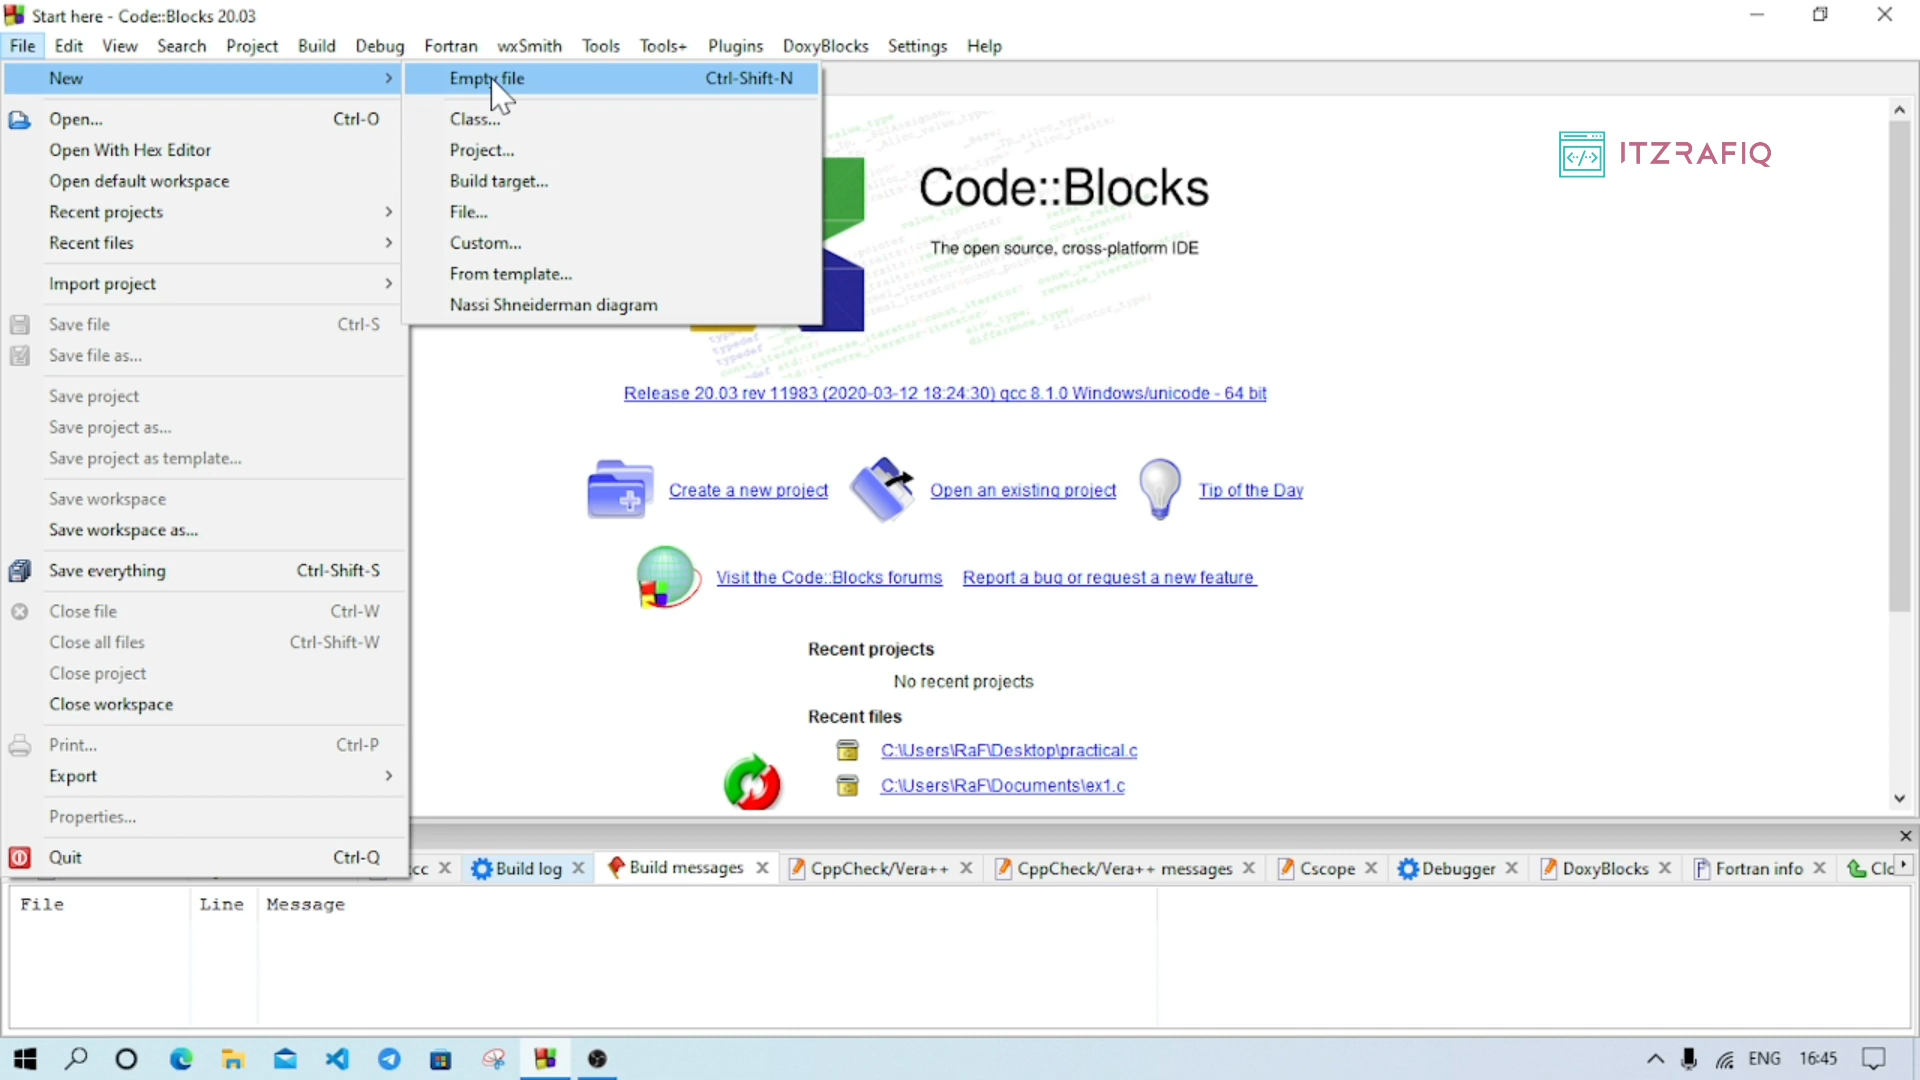 Start here - Code::Blocks 20.03
File Edit View Search Project Build Debug Fortran wxSmith Tools Tools+ Plugins DoxyBlocks Settings Help
New
Open... Ctrl-O
Open With Hex Editor
Open default workspace
Recent projects
Recent files
Import project
Save file Ctrl-S
Save file as...
Save project
Save project as...
Save project as template...
Save workspace
Save workspace as...
Save everything Ctrl-Shift-S
Close file Ctrl-W
Close all files Ctrl-Shift-W
Close project
Close workspace
Print... Ctrl-P
Export
Properties...
Quit Ctrl-Q
Empty file Ctrl-Shift-N
Class...
Project...
Build target...
File...
Custom...
From template...
Nassi Shneiderman diagram
Code::Blocks
The open source, cross-platform IDE
ITZRAFIQ
Release 20.03 rev 11983 (2020-03-12 18:24:30) gcc 8.1.0 Windows/unicode - 64 bit
Create a new project Open an existing project Tip of the Day
Visit the Code::Blocks forums Report a bug or request a new feature
Recent projects
No recent projects
Recent files
C:\Users\RaF\Desktop\practical.c
C:\Users\RaF\Documents\ex1.c
cc Build log Build messages CppCheck/Vera++ CppCheck/Vera++ messages Cscope Debugger DoxyBlocks Fortran info Clo
File Line Message
ENG 16:45